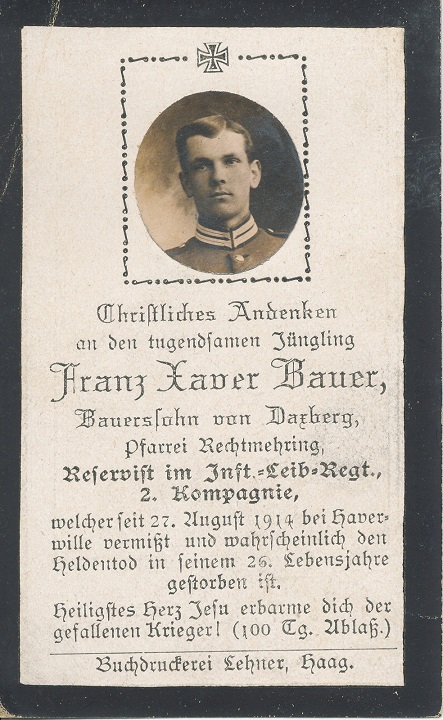 Christliches Andenken
an den tugendsamen Jüngling
Franz Xaver Bauer,
Bauerssohn von Daxberg,
Pfarrei Rechtmehring,
Reservist im Inft.-Leib-Regt.,
2. Kompagnie,
welcher seit 27. August 1914 bei Haver-
wille vermißt und wahrscheinlich den
Heldentod in seinem 26. Lebensjahre
gestorben ist.
Heiligstes Herz Jesu erbarme dich der
gefallenen Krieger! (100 Tg. Ablaß.)
Buchdruckerei Lehner, Haag.